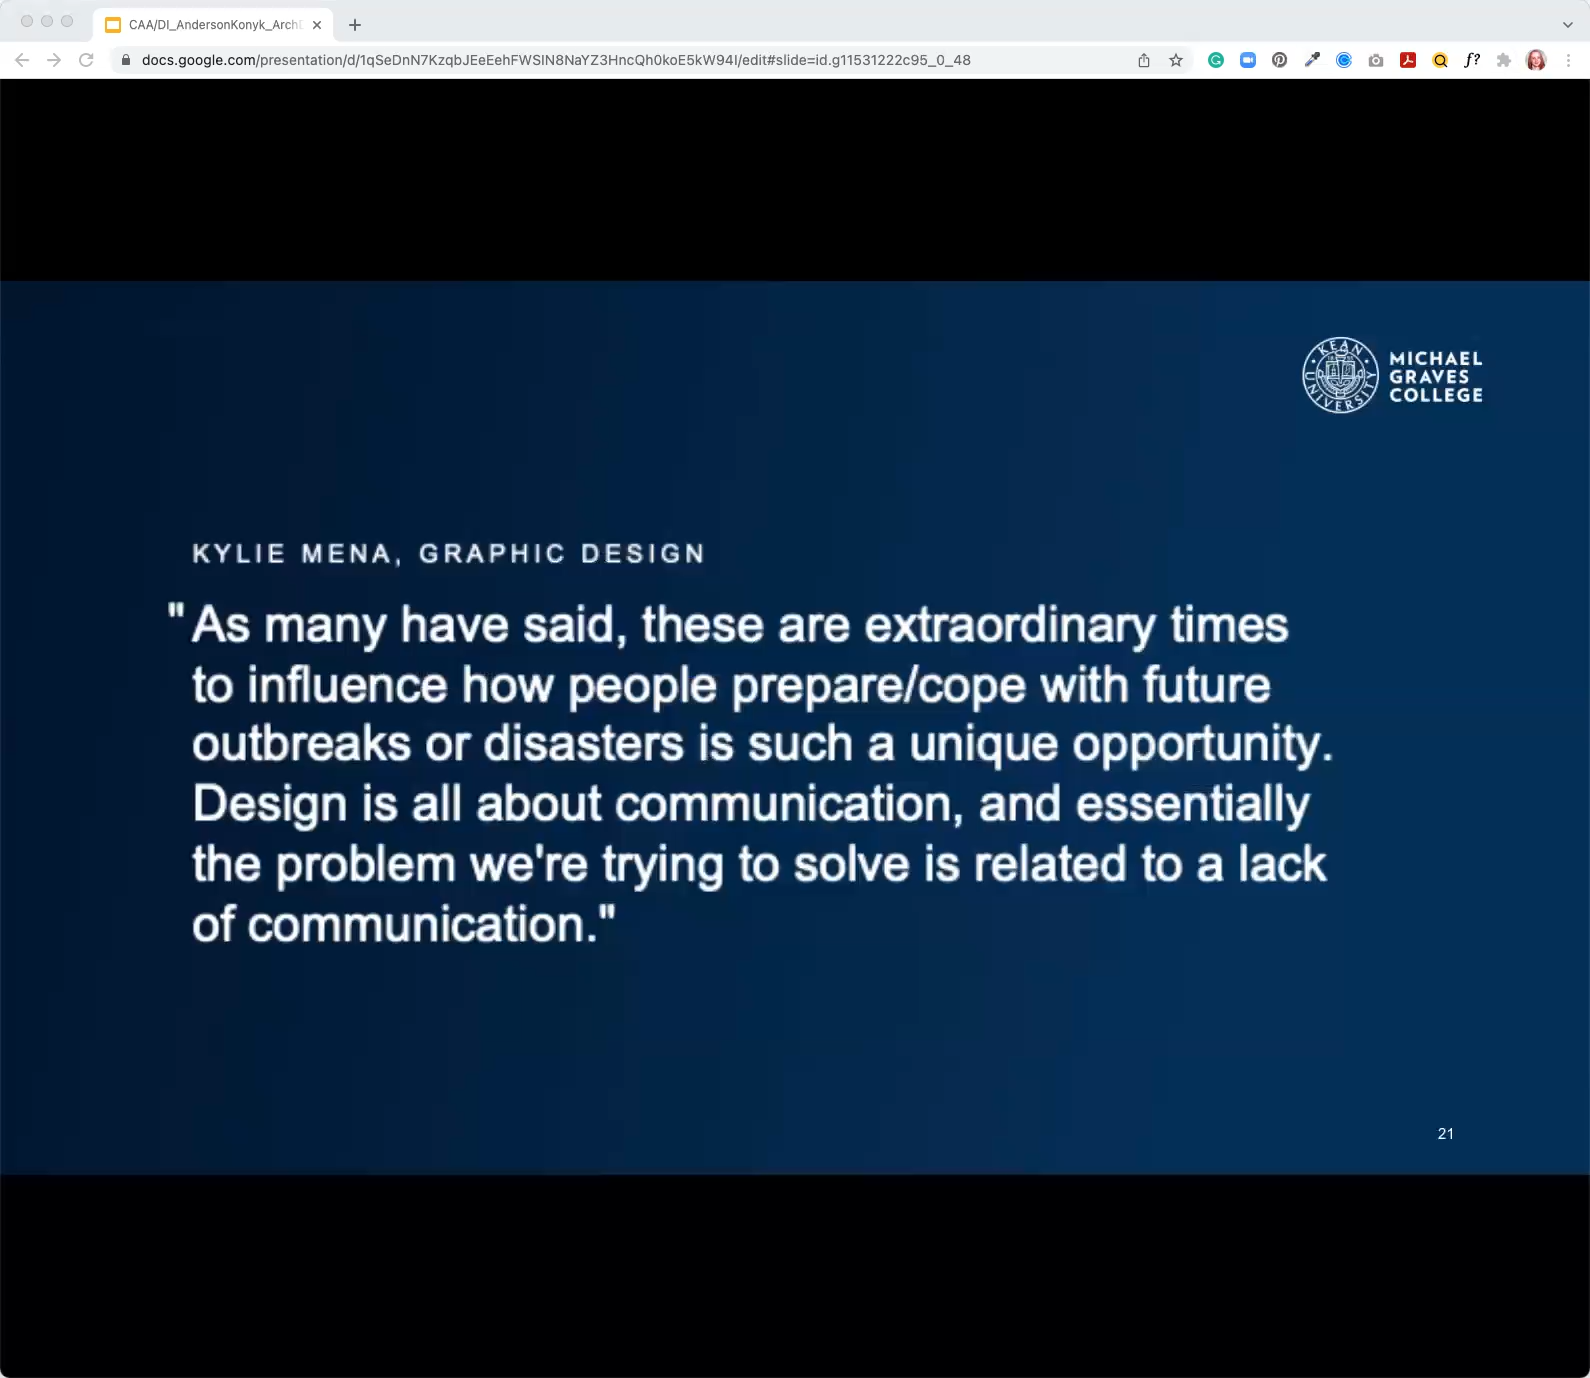 CAA/DI_AndersonKonyk_Arch
docs.google.com/presentation/d/1qSeDnN7KzqbJEeEehFWSIN8NaYZ3HncQh0koE5kW94I/edit#slide=id.g11531222c95_0_48
f?
KEAN UNIVERSITY
MICHAEL
GRAVES
COLLEGE
KYLIE MENA, GRAPHIC DESIGN
"As many have said, these are extraordinary times
to influence how people prepare/cope with future
outbreaks or disasters is such a unique opportunity.
Design is all about communication, and essentially
the problem we're trying to solve is related to a lack
of communication."
21